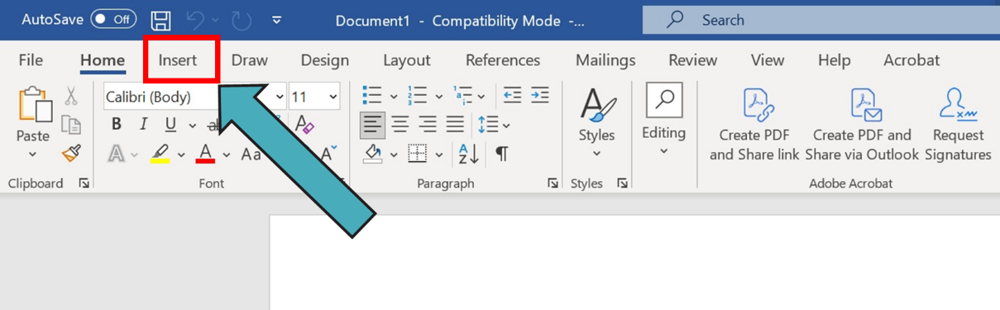 AutoSave Off Document1 - Compatibility Mode -... Search
File Home Insert Draw Design Layout References Mailings Review View Help Acrobat
Calibri (Body) 11
B I U ab A
A A Aa A
Paste
Styles
Editing
Create PDF
and Share link
Create PDF and
Share via Outlook
Request
Signatures
Clipboard Font Paragraph Styles Adobe Acrobat